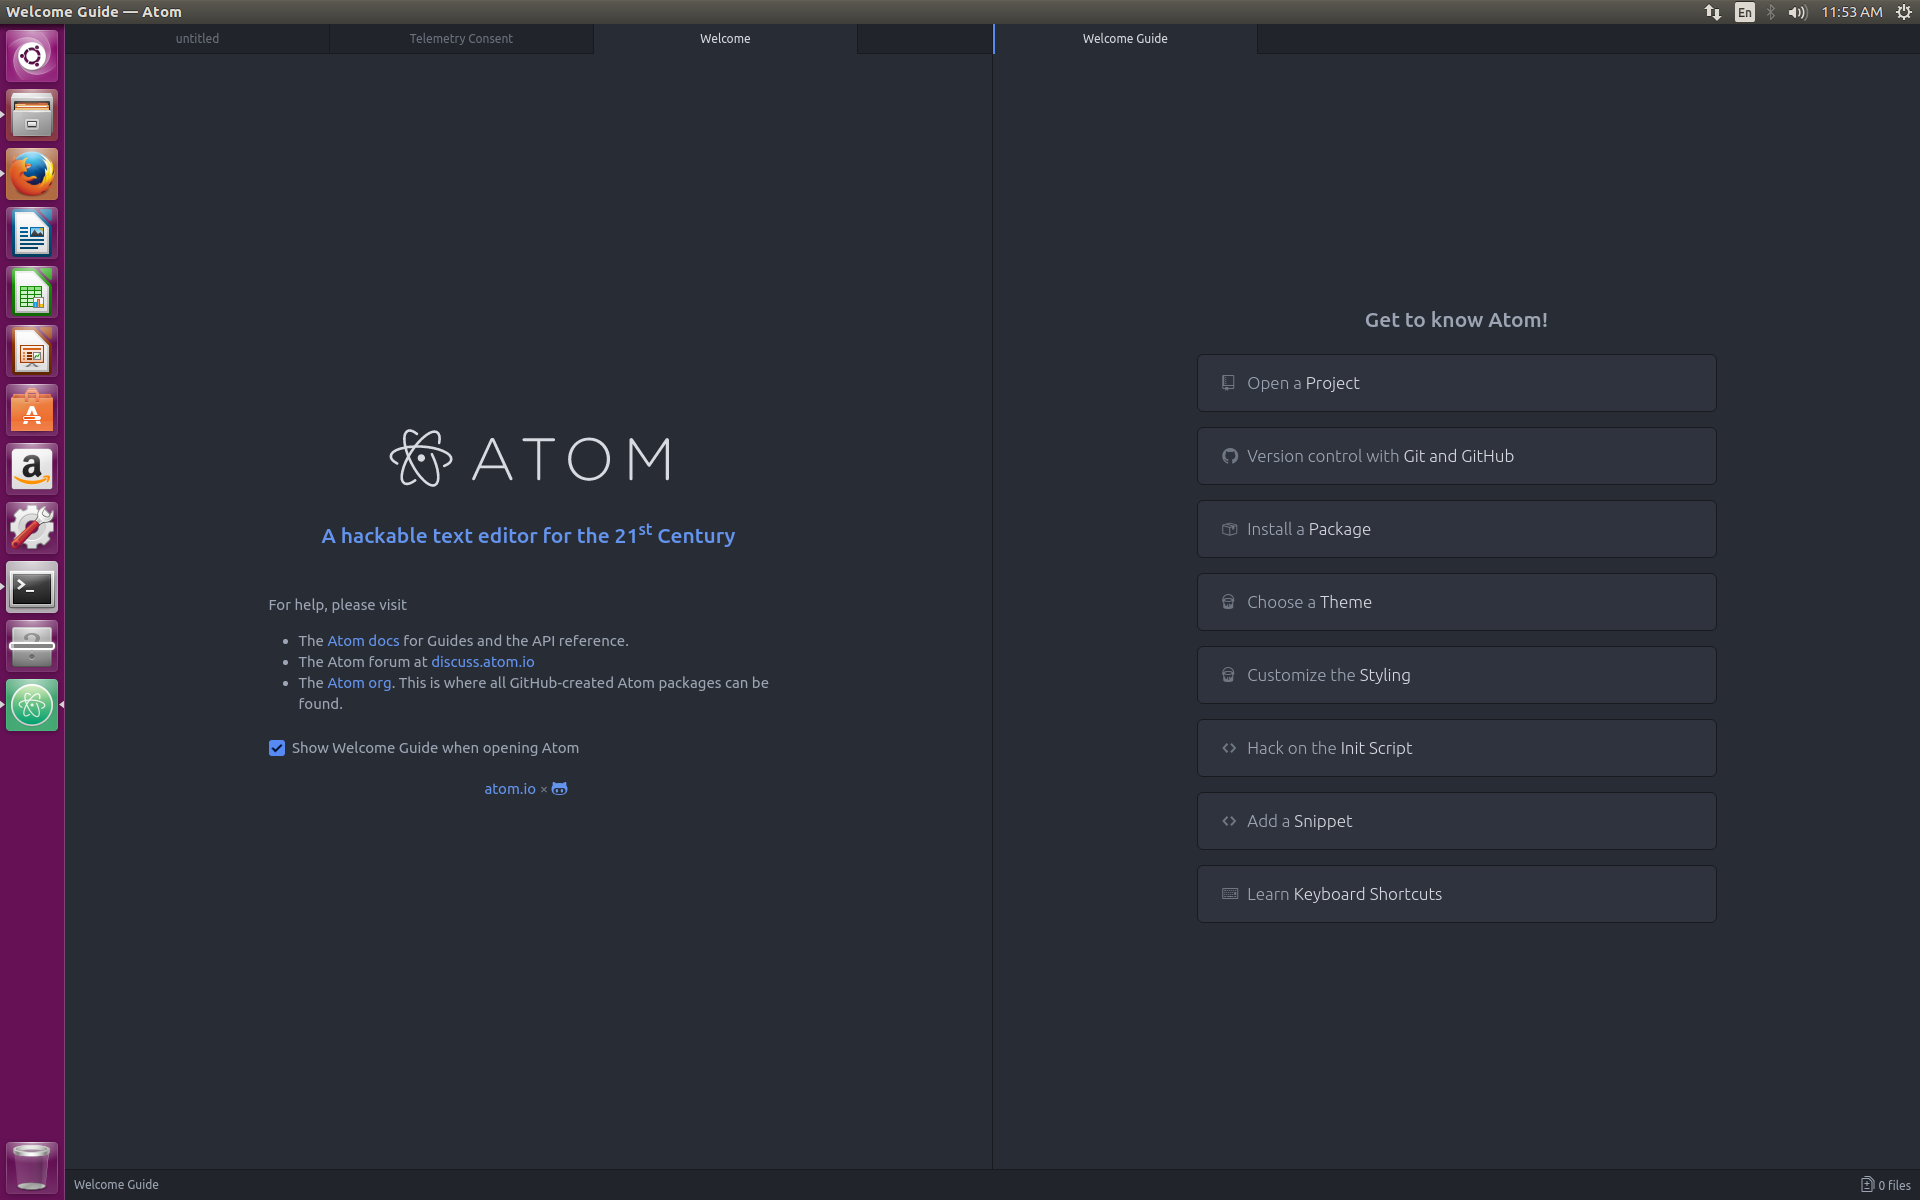 Welcome Guide — Atom
En
11:53 AM
untitled
Telemetry Consent
Welcome
Welcome Guide
ATOM
A hackable text editor for the 21st Century
For help, please visit
The Atom docs for Guides and the API reference.
The Atom forum at discuss.atom.io
The Atom org. This is where all GitHub-created Atom packages can be
found.
Show Welcome Guide when opening Atom
atom.io ×
Get to know Atom!
Open a Project
Version control with Git and GitHub
Install a Package
Choose a Theme
Customize the Styling
Hack on the Init Script
Add a Snippet
Learn Keyboard Shortcuts
Welcome Guide
0 files